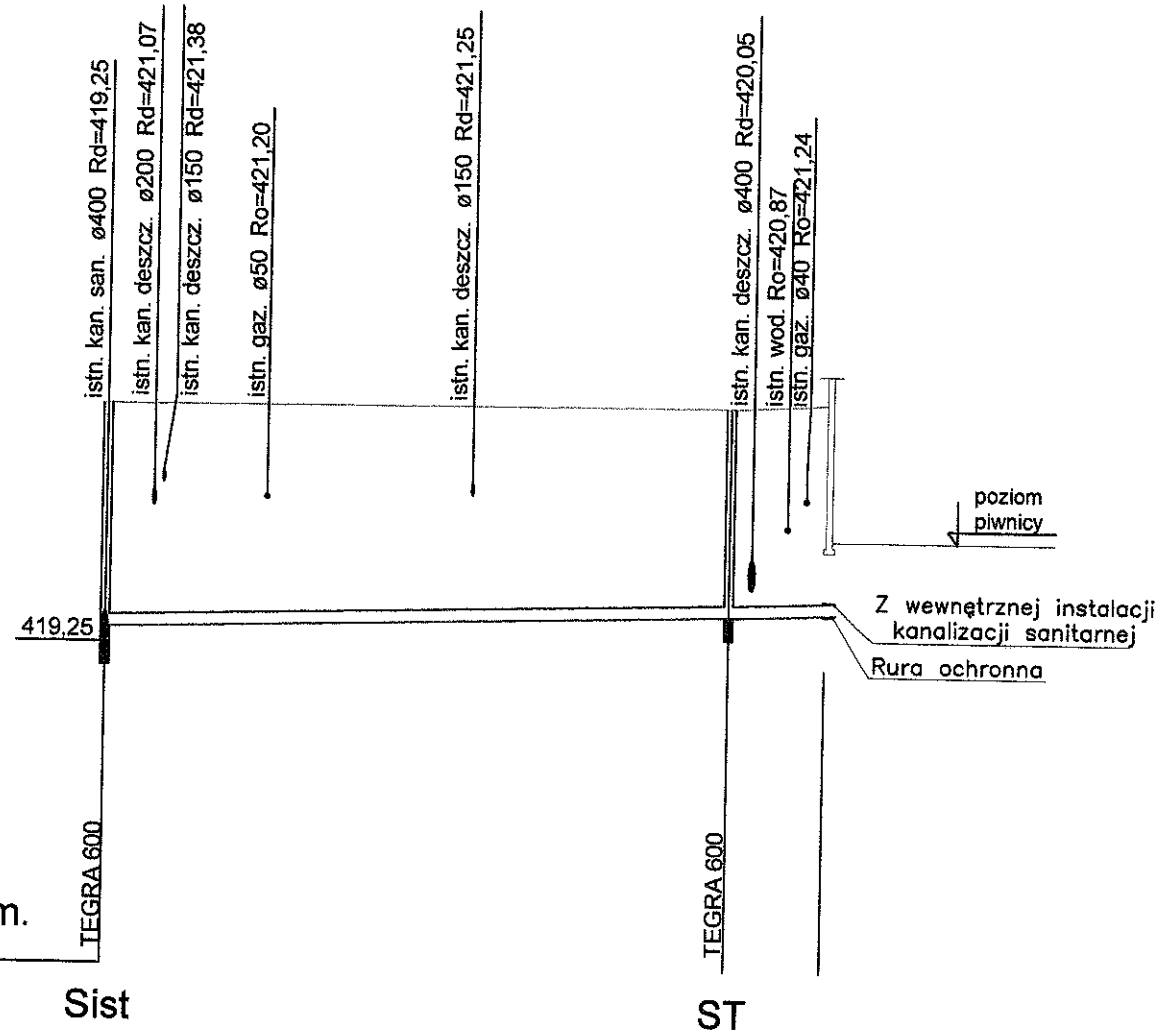 istn. kan. san. ø400 Rd=419,25
istn. kan. deszcz. ø200 Rd=421,07
istn. kan. deszcz. ø150 Rd=421,38
istn. gaz. ø50 Ro=421,20
istn. kan. deszcz. ø150 Rd=421,25
istn. kan. deszcz. ø400 Rd=420,05
istn. wod. Ro=420,87
istn. gaz. ø40 Ro=421,24
poziom
piwnicy
Z wewnętrznej instalacji
kanalizacji sanitarnej
Rura ochronna
419,25
TEGRA 600
TEGRA 600
m.
Sist
ST